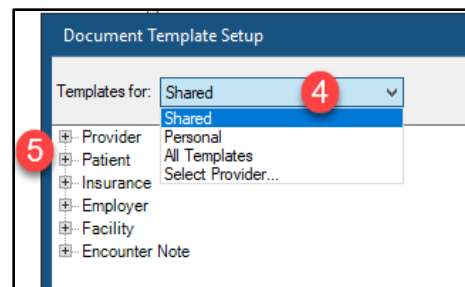 Document Template Setup
Templates for: Shared 4
Shared
5 Provider Personal
Patient All Templates
Insurance Select Provider...
Employer
Facility
Encounter Note